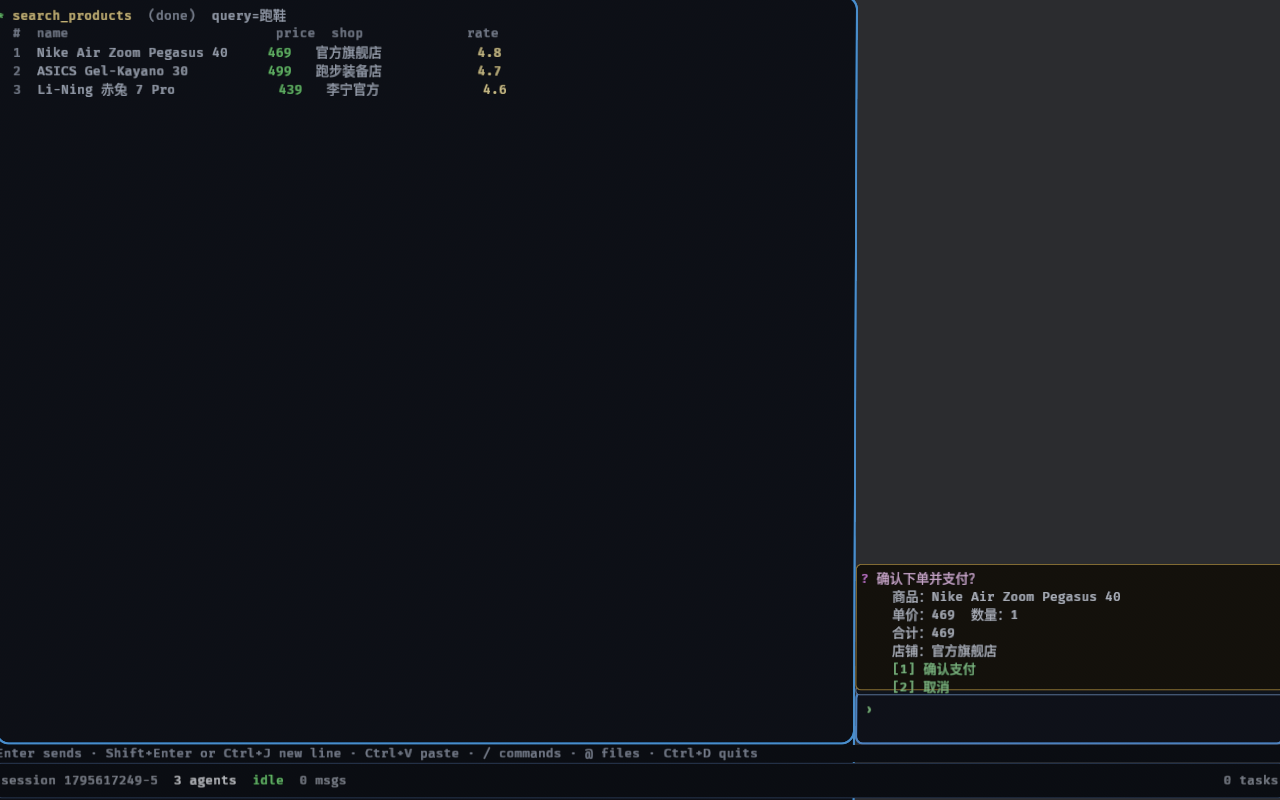 search_products (done) query=跑鞋
# name price shop rate
1 Nike Air Zoom Pegasus 40 469 官方旗舰店 4.8
2 ASICS Gel-Kayano 30 499 跑步装备店 4.7
3 Li-Ning 赤兔 7 Pro 439 李宁官方 4.6
? 确认下单并支付?
商品: Nike Air Zoom Pegasus 40
单价: 469 数量: 1
合计: 469
店铺: 官方旗舰店
[1] 确认支付
[2] 取消
›
Enter sends · Shift+Enter or Ctrl+J new line · Ctrl+V paste · / commands · @ files · Ctrl+D quits
session 1795617249-5 3 agents idle 0 msgs 0 tasks